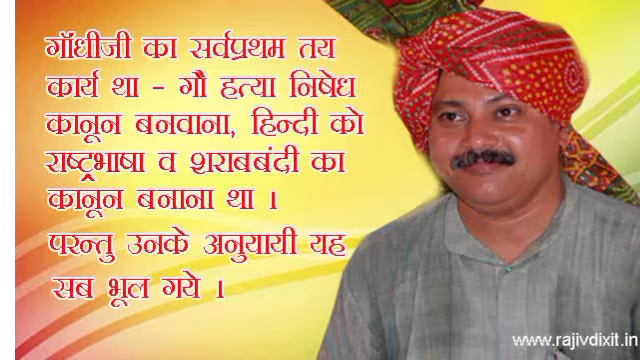 गाँधीजी का सर्वप्रथम तय
कार्य था - गौ हत्या निषेध
कानून बनवाना, हिन्दी को
राष्ट्रभाषा व शराबबंदी का
कानून बनाना था ।
परन्तु उनके अनुयायी यह
सब भूल गये ।
www.rajivdixit.in